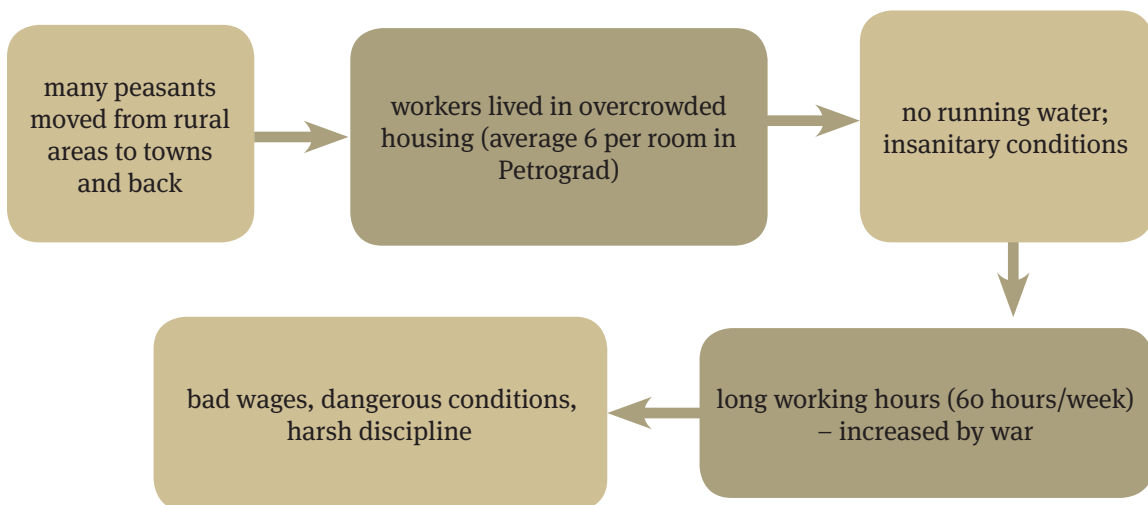 many peasants
moved from rural
areas to towns
and back
workers lived in overcrowded
housing (average 6 per room in
Petrograd)
no running water;
insanitary conditions
long working hours (60 hours/week)
– increased by war
bad wages, dangerous conditions,
harsh discipline